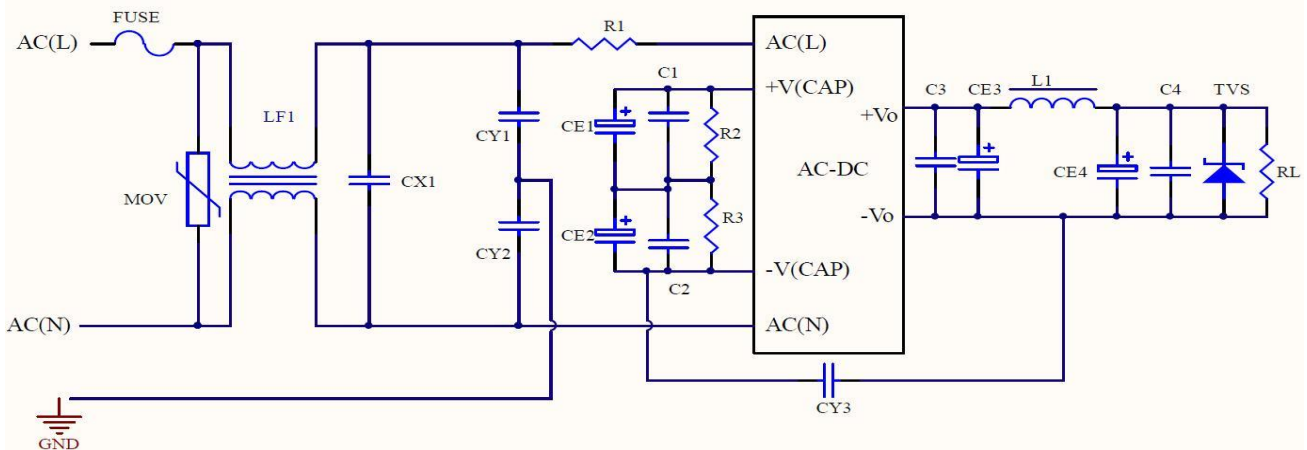 FUSE
AC(L)
R1
AC(L)
C1
+V(CAP)
C3
CE3
L1
C4
TVS
LF1
CY1
CE1
R2
+Vo
MOV
CX1
AC-DC
CE4
RL
CY2
CE2
R3
-Vo
C2
-V(CAP)
AC(N)
AC(N)
CY3
GND